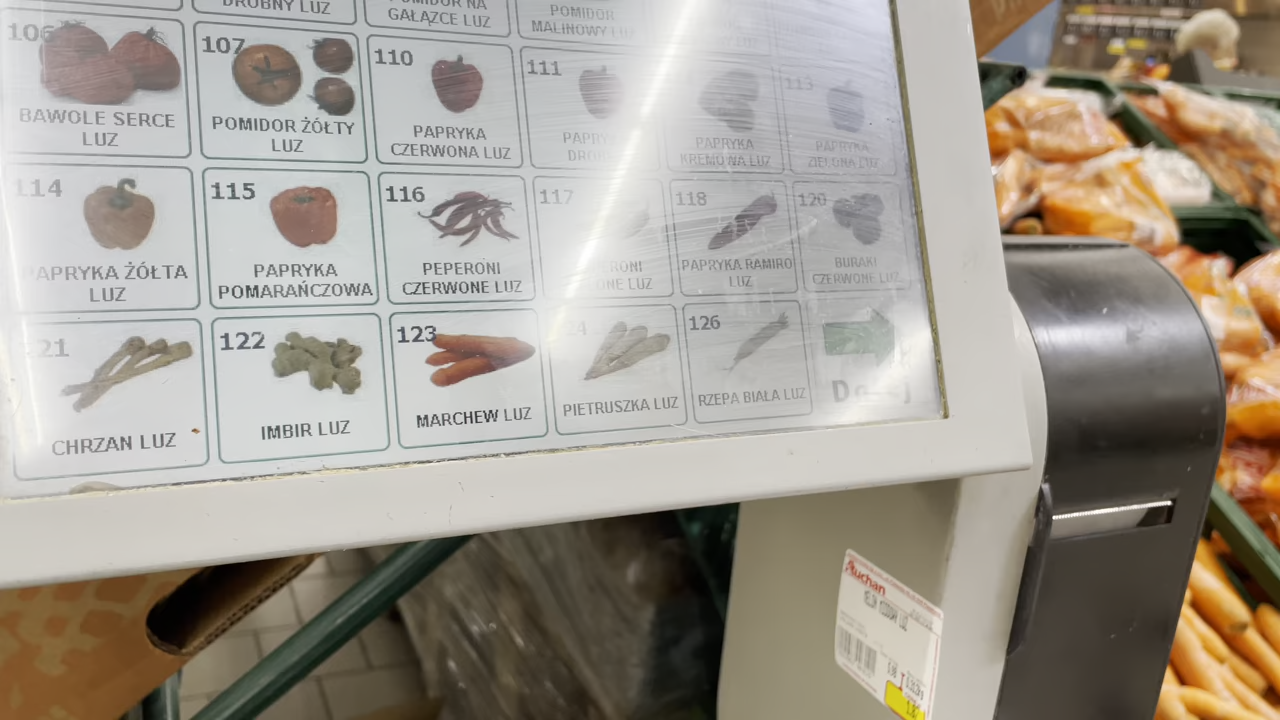 DROBNY LUZ
POMIDOR NA
GAŁĄZCE LUZ
POMIDOR
MALINOWY LUZ
106
BAWOLE SERCE
LUZ
107
POMIDOR ŻÓŁTY
LUZ
110
PAPRYKA
CZERWONA LUZ
111
PAPRYKA
KREMOWA LUZ
113
PAPRYKA
ZIELONA LUZ
114
PAPRYKA ŻÓŁTA
LUZ
115
PAPRYKA
POMARAŃCZOWA
116
PEPERONI
CZERWONE LUZ
117
118
PAPRYKA RAMIRO
LUZ
120
BURAKI
CZERWONE LUZ
121
CHRZAN LUZ
122
IMBIR LUZ
123
MARCHEW LUZ
PIETRUSZKA LUZ
126
RZEPA BIAŁA LUZ
Auchan